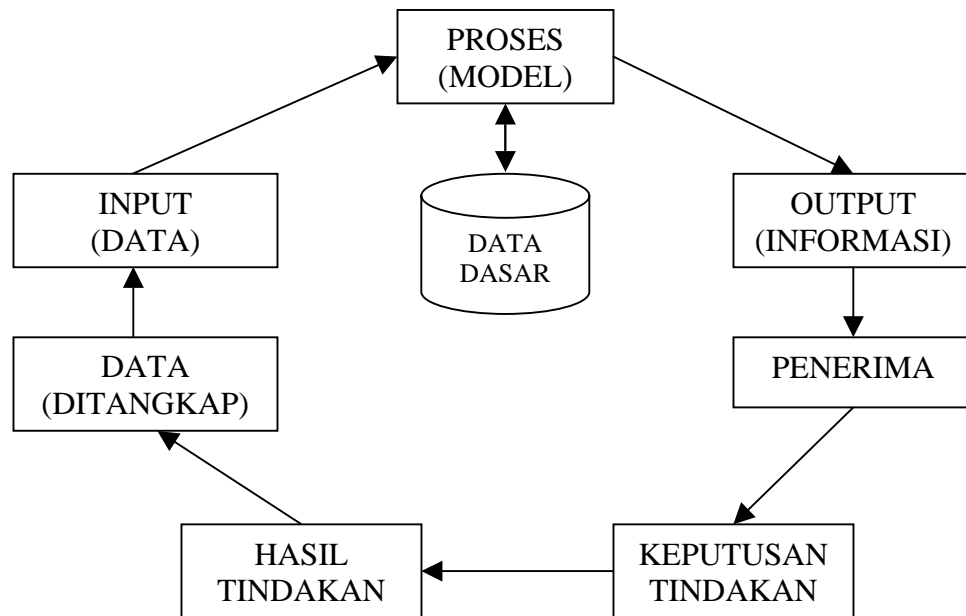 PROSES
(MODEL)
INPUT
(DATA)
DATA
DASAR
OUTPUT
(INFORMASI)
DATA
(DITANGKAP)
PENERIMA
HASIL
TINDAKAN
KEPUTUSAN
TINDAKAN